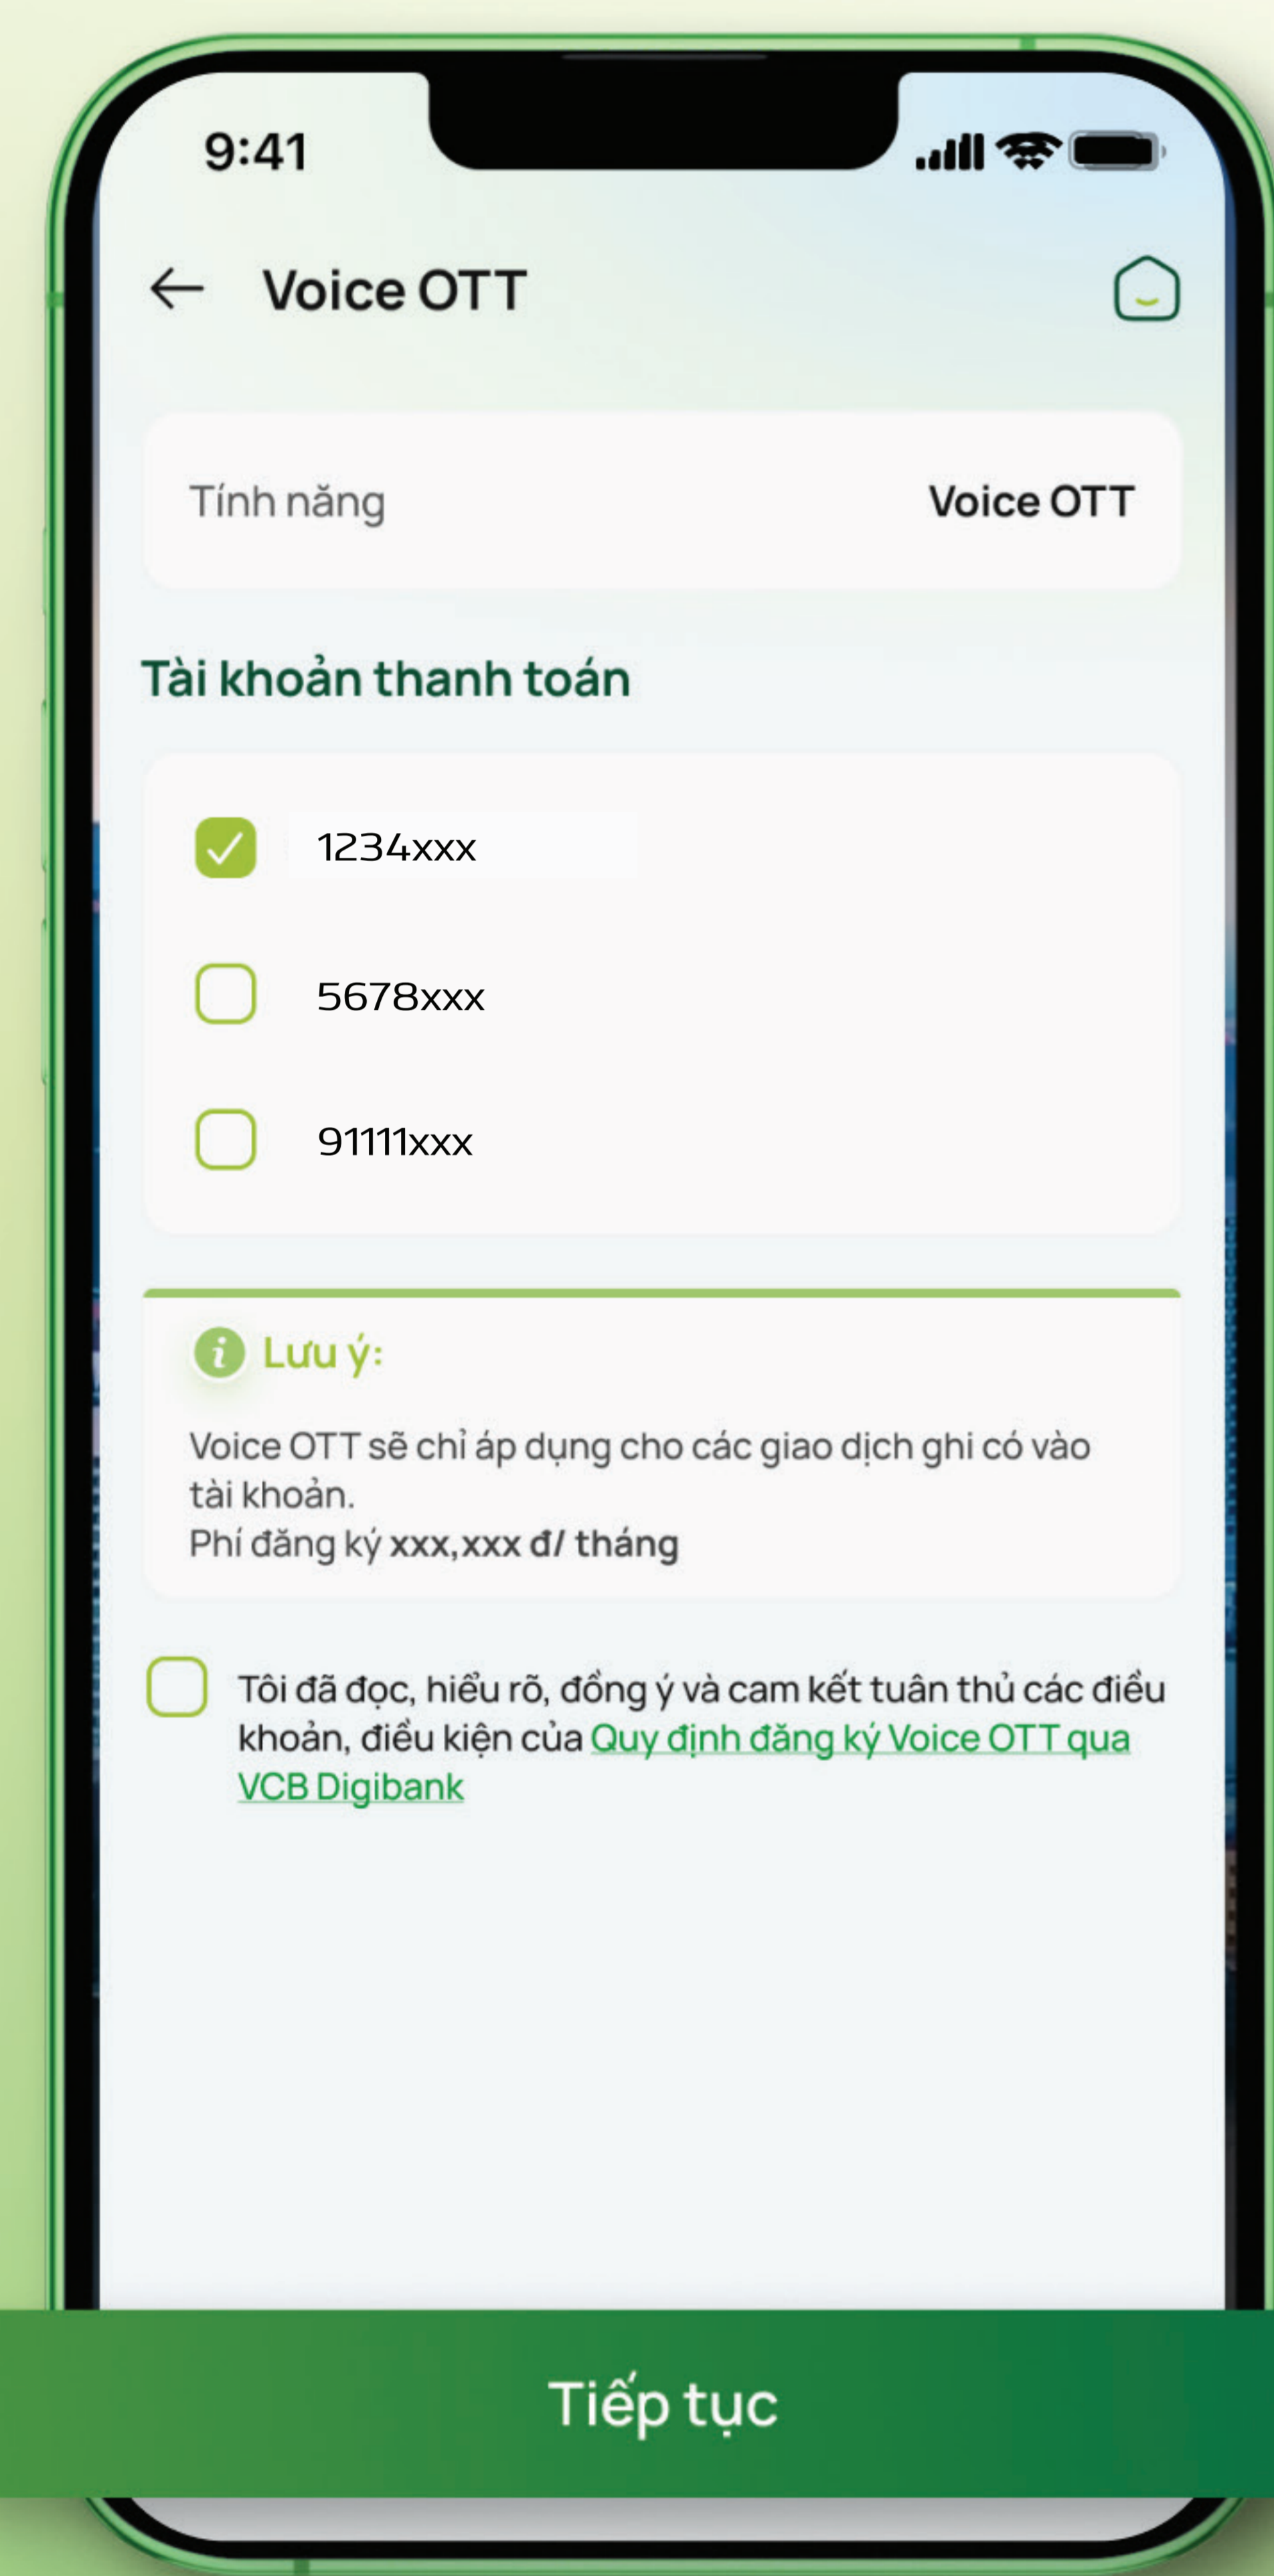 9:41
Voice OTT
Tính năng
Voice OTT
Tài khoản thanh toán
1234xxx
5678xxx
91111xxx
i Lưu ý:
Voice OTT sẽ chỉ áp dụng cho các giao dịch ghi có vào
tài khoản.
Phí đăng ký xxx,xxx đ/ tháng
Tôi đã đọc, hiểu rõ, đồng ý và cam kết tuân thủ các điều
khoản, điều kiện của Quy định đăng ký Voice OTT qua
VCB Digibank
Tiếp tục